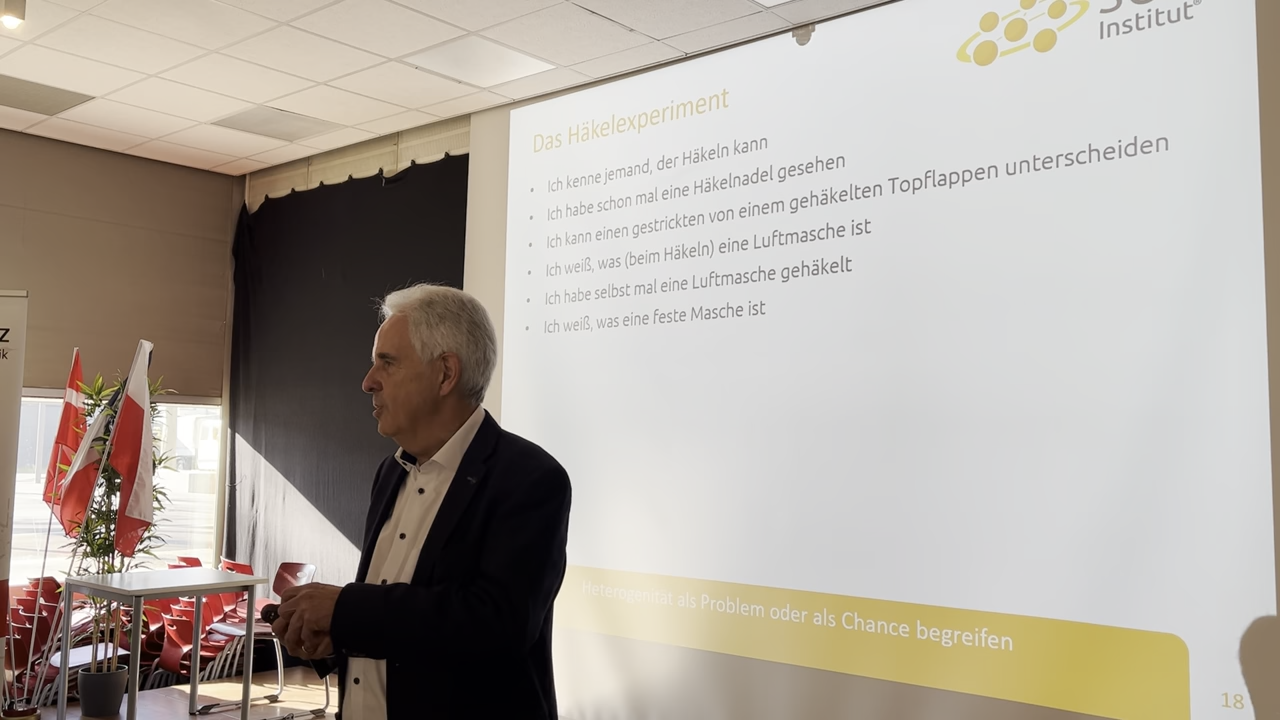 Institut®
Das Häkelexperiment
• Ich kenne jemand, der Häkeln kann
• Ich habe schon mal eine Häkelnadel gesehen
• Ich kann einen gestrickten von einem gehäkelten Topflappen unterscheiden
• Ich weiß, was (beim Häkeln) eine Luftmasche ist
• Ich habe selbst mal eine Luftmasche gehäkelt
• Ich weiß, was eine feste Masche ist
Heterogenität als Problem oder als Chance begreifen
18